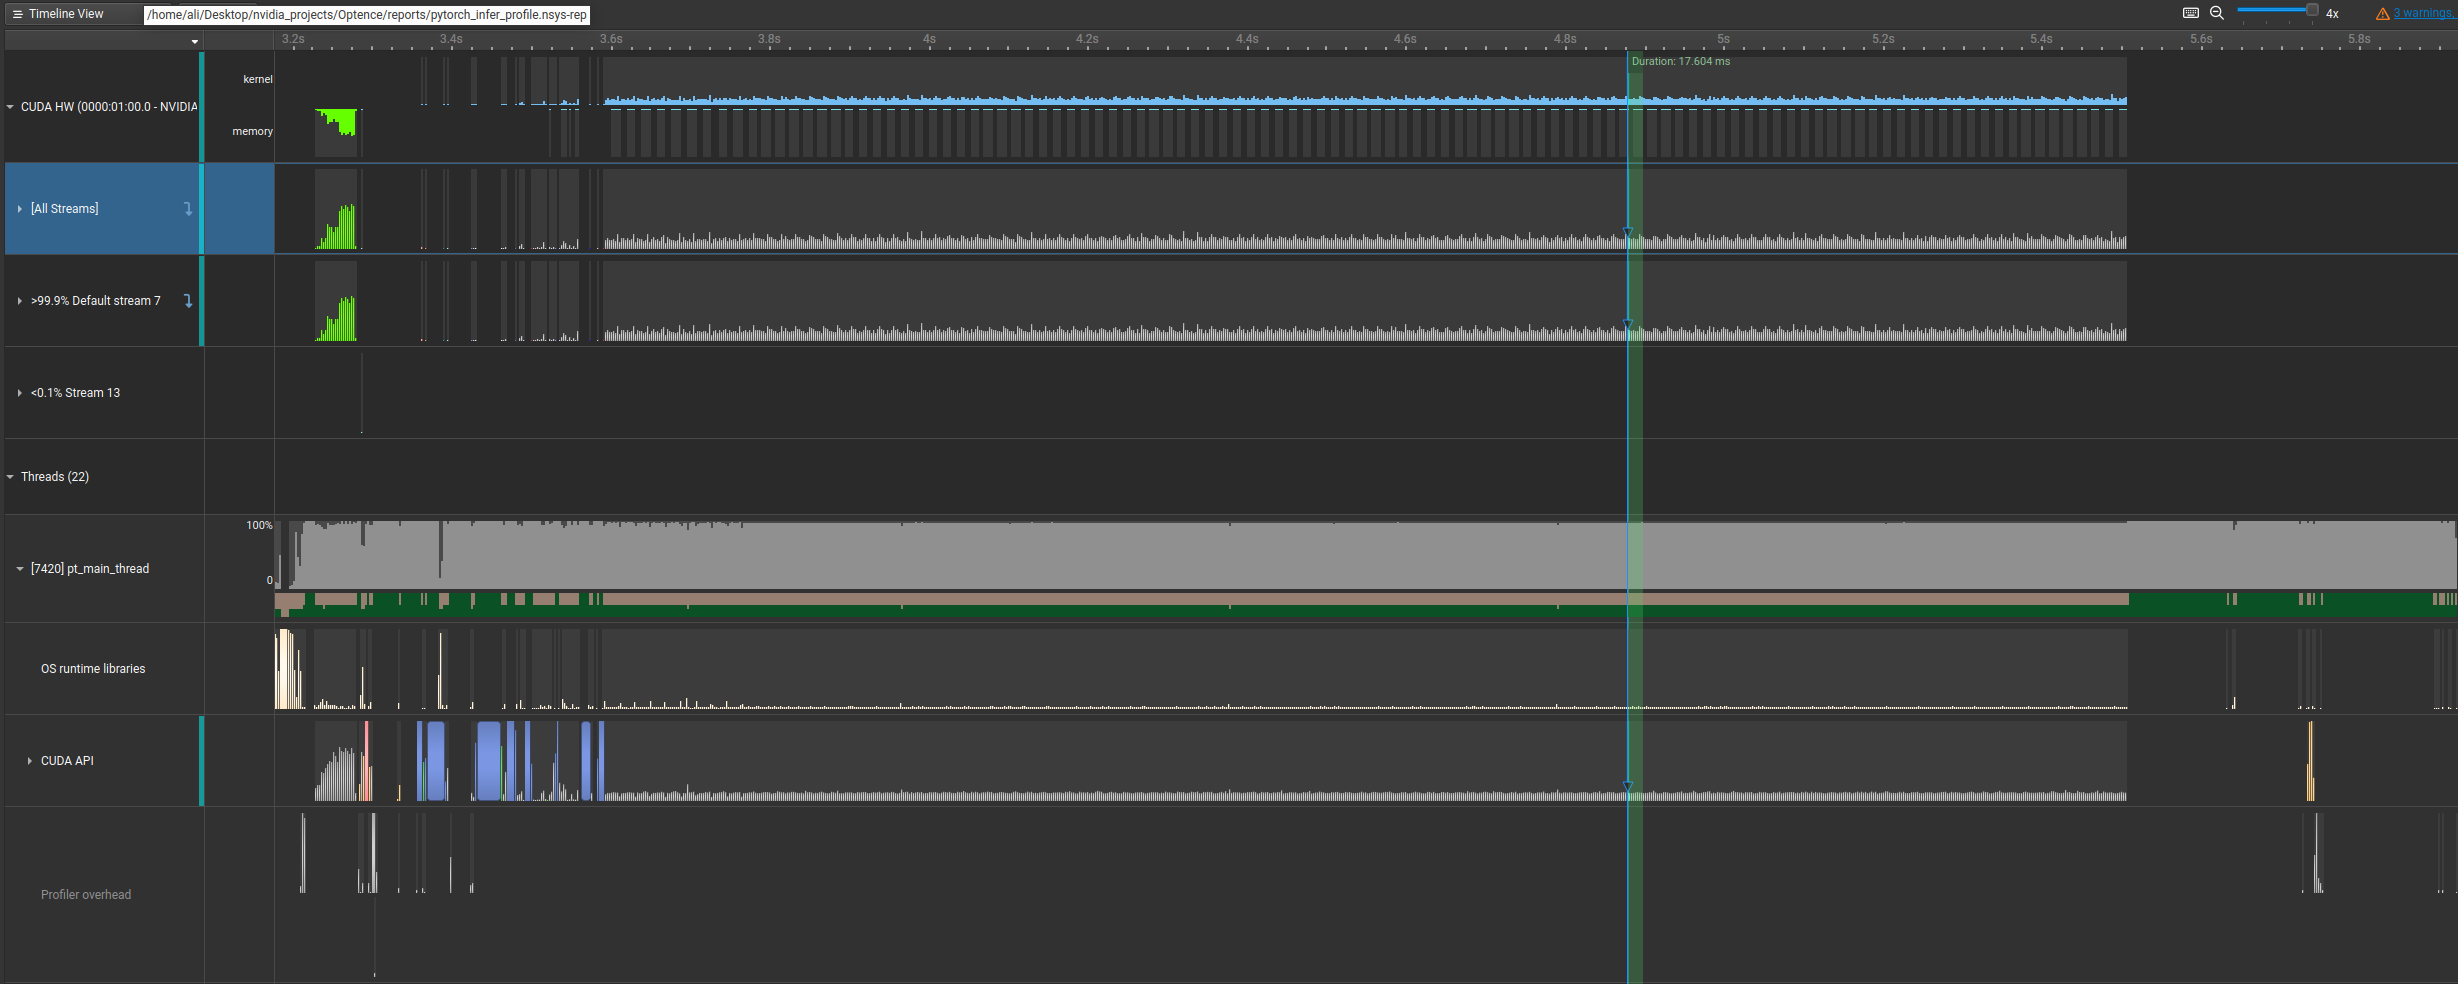 Timeline View
/home/ali/Desktop/nvidia_projects/Optence/reports/pytorch_infer_profile.nsys-rep
4x
3 warnings,
3.2s 3.4s 3.6s 3.8s 4s 4.2s 4.4s 4.6s 4.8s 5s 5.2s 5.4s 5.6s 5.8s
Duration: 17.604 ms
kernel
CUDA HW (0000:01:00.0 - NVIDIA
memory
[All Streams]
>99.9% Default stream 7
<0.1% Stream 13
Threads (22)
100%
[7420] pt_main_thread
0
OS runtime libraries
CUDA API
Profiler overhead